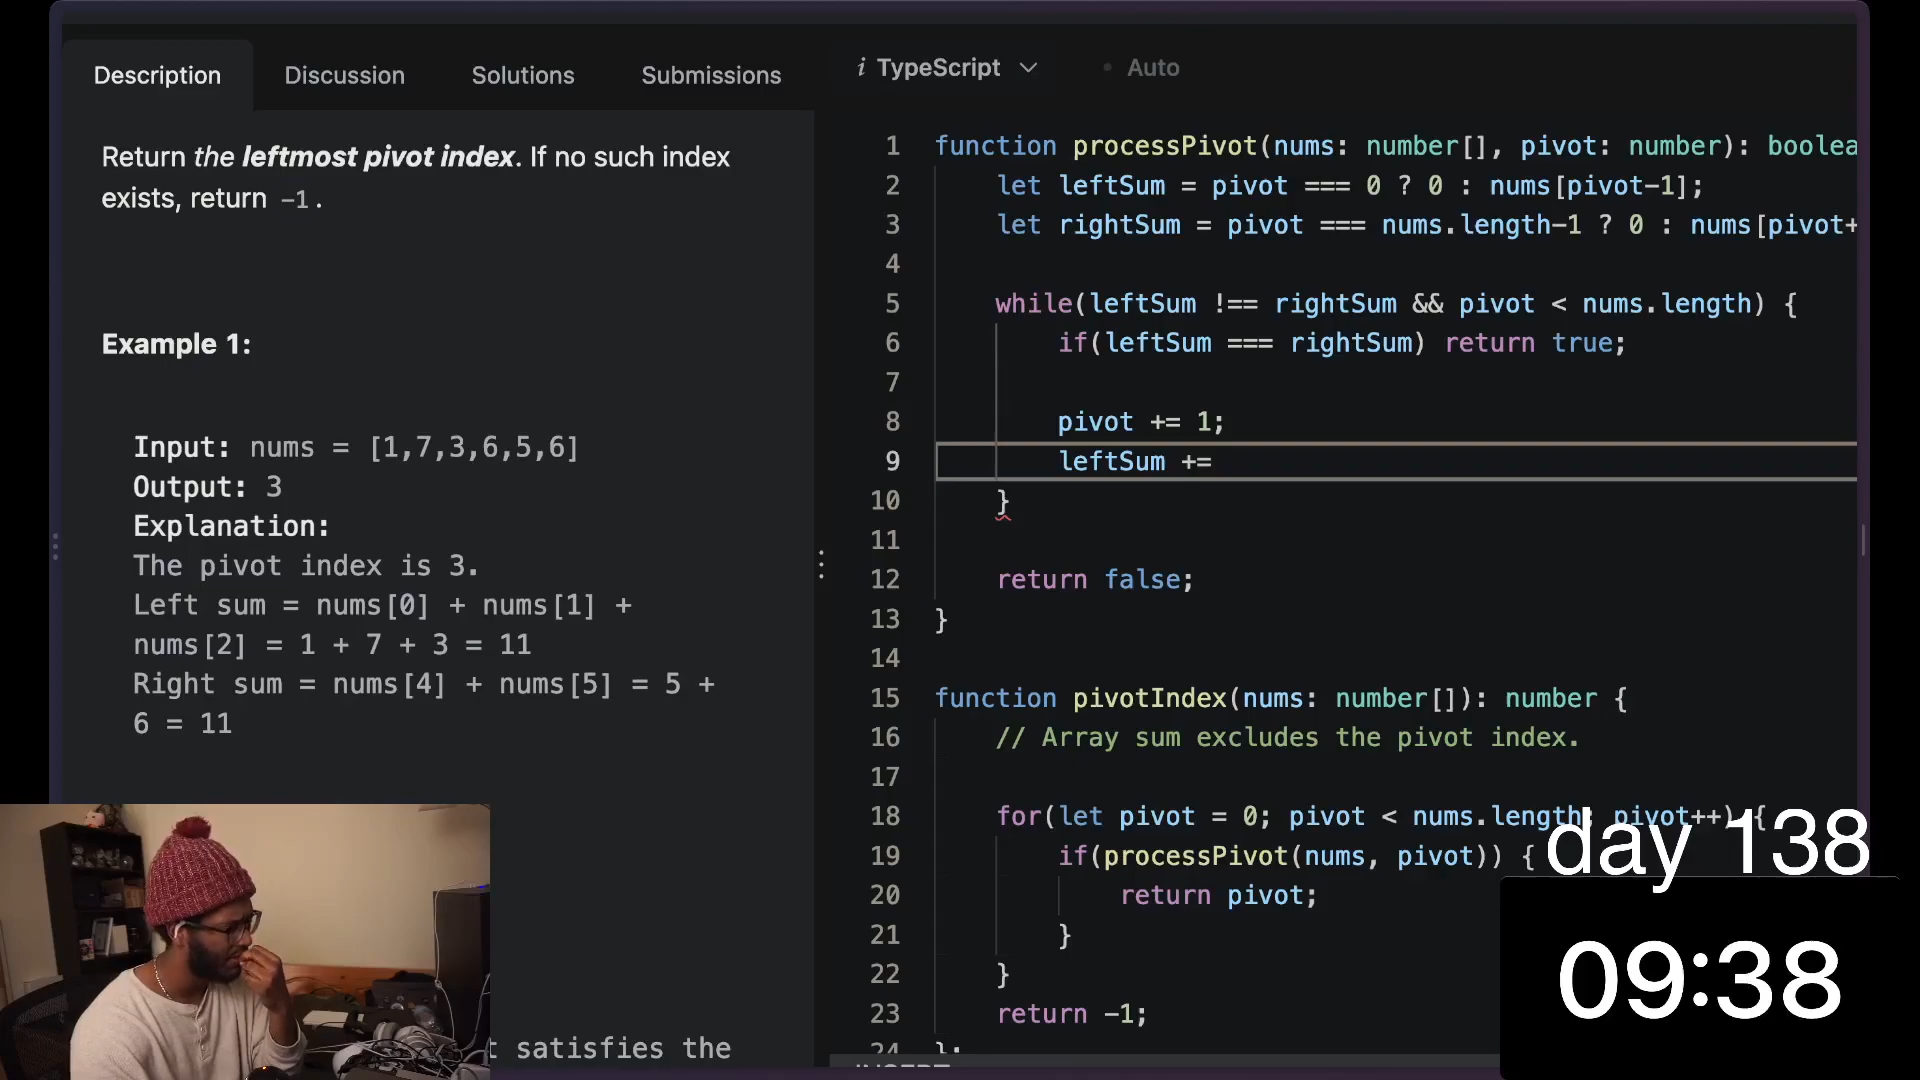 Description
Discussion
Solutions
Submissions
i TypeScript
Auto
Return the leftmost pivot index. If no such index
exists, return -1.
Example 1:
Input: nums = [1,7,3,6,5,6]
Output: 3
Explanation:
The pivot index is 3.
Left sum = nums[0] + nums[1] +
nums[2] = 1 + 7 + 3 = 11
Right sum = nums[4] + nums[5] = 5 +
6 = 11
t satisfies the
1 function processPivot(nums: number[], pivot: number): boolea
2 let leftSum = pivot === 0 ? 0 : nums[pivot-1];
3 let rightSum = pivot === nums.length-1 ? 0 : nums[pivot+
4
5 while(leftSum !== rightSum && pivot < nums.length) {
6 if(leftSum === rightSum) return true;
7
8 pivot += 1;
9 leftSum +=
10 }
11
12 return false;
13 }
14
15 function pivotIndex(nums: number[]): number {
16 // Array sum excludes the pivot index.
17
18 for(let pivot = 0; pivot < nums.length; pivot++) {
19 if(processPivot(nums, pivot)) {
20 return pivot;
21 }
22 }
23 return -1;
24 };
INSERT
day 138
09:38